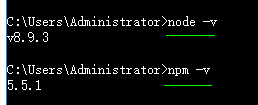 C:\Users\Administrator>node -v
v8.9.3
C:\Users\Administrator>npm -v
5.5.1